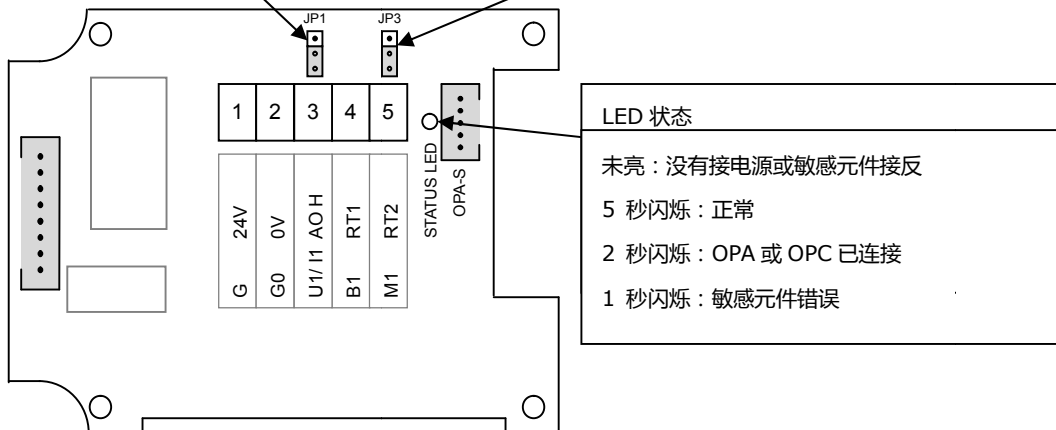 JP1 JP3
1 2 3 4 5
STATUS LED
OPA-S
G 24V
G0 0V
U1/ I1 AO H
B1 RT1
M1 RT2
LED 状态
未亮：没有接电源或敏感元件接反
5 秒闪烁：正常
2 秒闪烁：OPA 或 OPC 已连接
1 秒闪烁：敏感元件错误